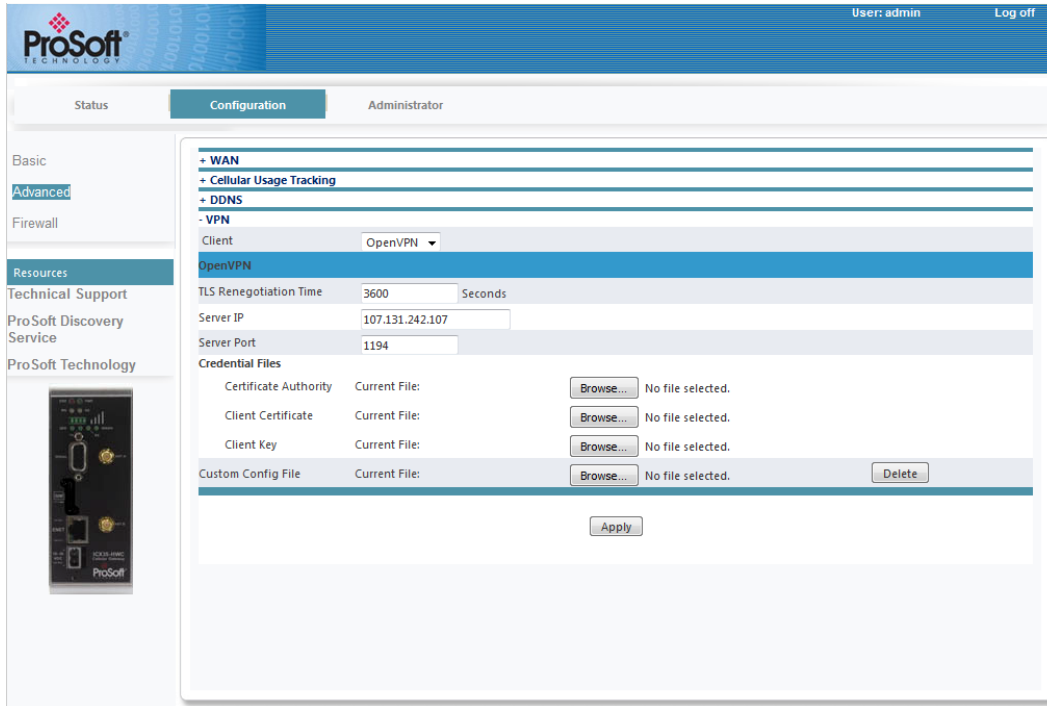 User: admin
Log off
ProSoft
TECHNOLOGY
Status
Configuration
Administrator
Basic
Advanced
Firewall
Resources
Technical Support
ProSoft Discovery
Service
ProSoft Technology
+ WAN
+ Cellular Usage Tracking
+ DDNS
- VPN
Client OpenVPN
OpenVPN
TLS Renegotiation Time 3600 Seconds
Server IP 107.131.242.107
Server Port 1194
Credential Files
Certificate Authority Current File: Browse... No file selected.
Client Certificate Current File: Browse... No file selected.
Client Key Current File: Browse... No file selected.
Custom Config File Current File: Browse... No file selected. Delete
Apply
ProSoft